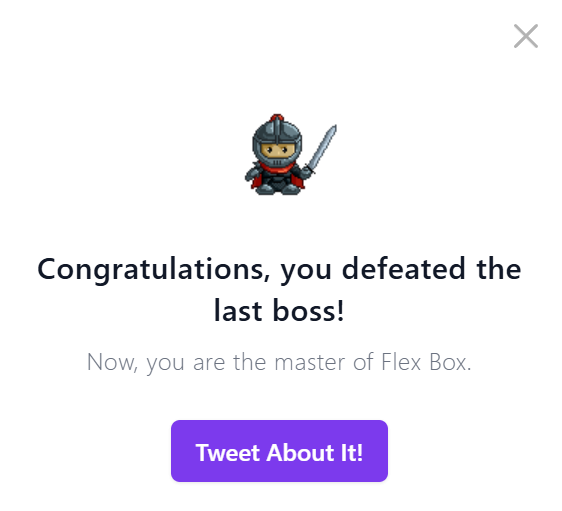 Congratulations, you defeated the
last boss!
Now, you are the master of Flex Box.
Tweet About It!